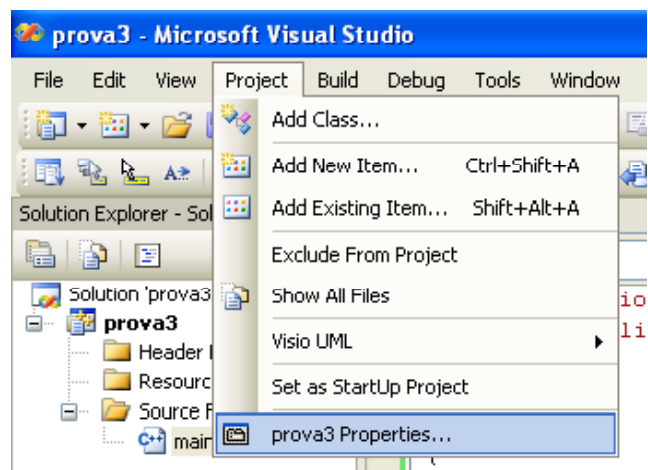 prova3 - Microsoft Visual Studio
File Edit View Project Build Debug Tools Window
Add Class...
Add New Item... Ctrl+Shift+A
Solution Explorer - Sol
Add Existing Item... Shift+Alt+A
Exclude From Project
Solution 'prova3
Show All Files
io
prova3
Visio UML
li
Header
Resourc
Set as StartUp Project
Source F
prova3 Properties...
main